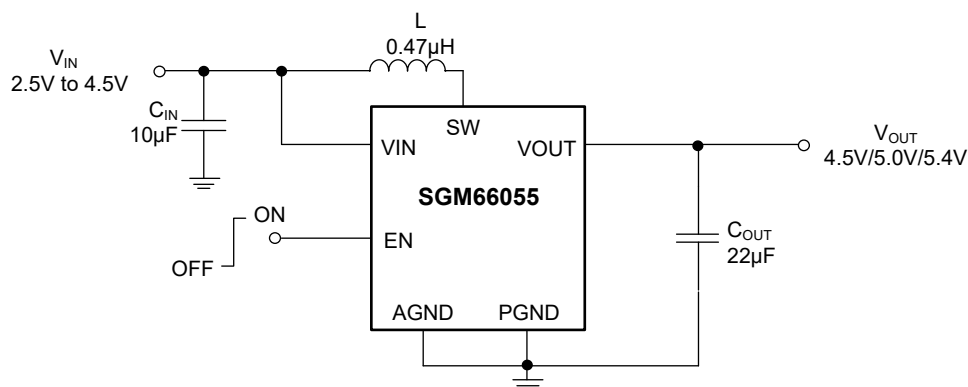 L
0.47µH
VIN
2.5V to 4.5V
CIN
10µF
SW
VIN
VOUT
VOUT
4.5V/5.0V/5.4V
SGM66055
ON
OFF
EN
COUT
22µF
AGND
PGND